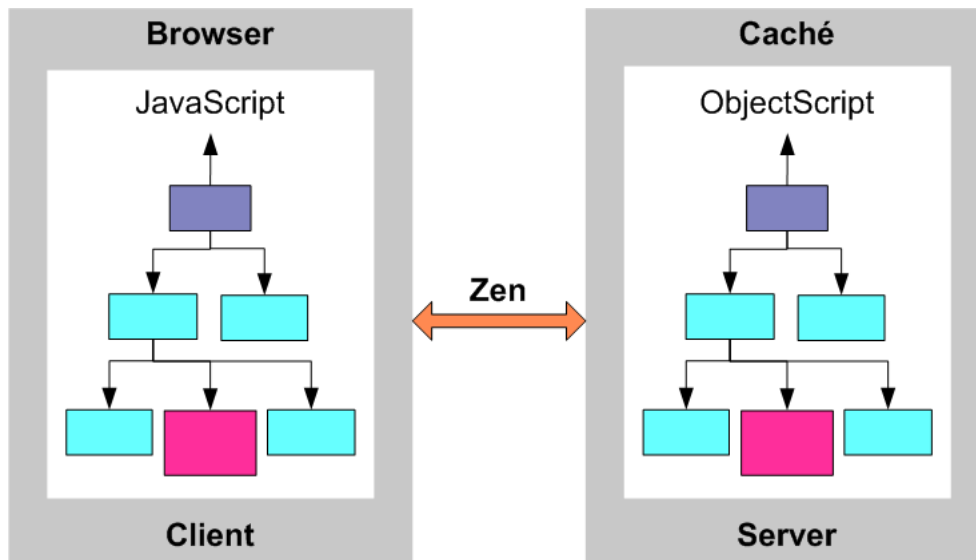 Browser
JavaScript
Client
Zen
Caché
ObjectScript
Server